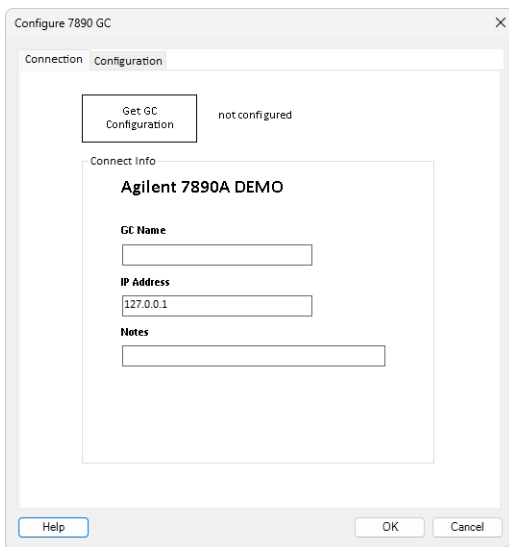 Configure 7890 GC
Connection
Configuration
Get GC
Configuration
not configured
Connect Info
Agilent 7890A DEMO
GC Name
IP Address
127.0.0.1
Notes
Help
OK
Cancel